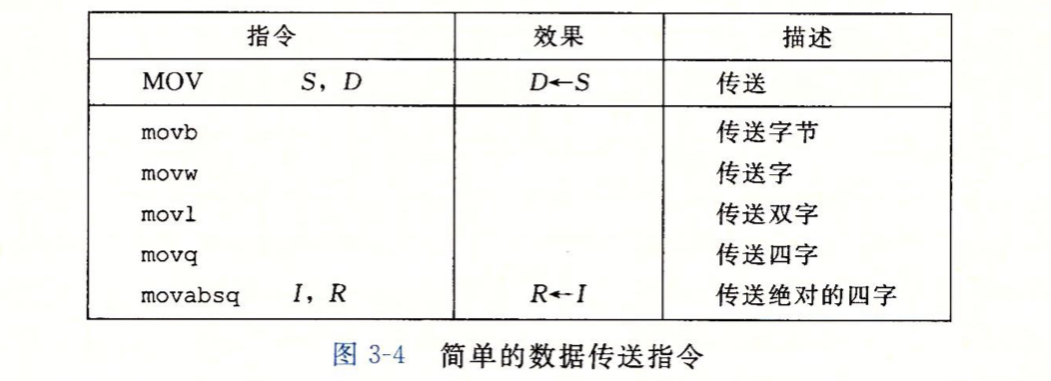 指令 效果 描述
MOV S, D D←S 传送
movb 传送字节
movw 传送字
movl 传送双字
movq 传送四字
movabsq I, R R←I 传送绝对的四字
图 3-4 简单的数据传送指令